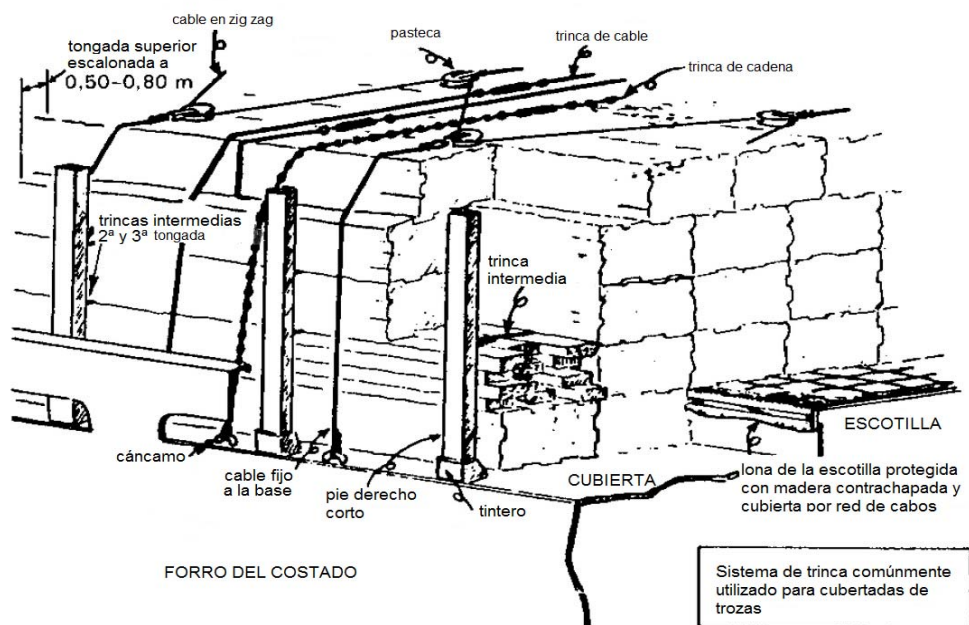 cable en zig zag
tongada superior
escalonada a
0,50-0,80 m
pasteca
trinca de cable
trinca de cadena
trincas intermedias
2ª y 3ª tongada
trinca
intermedia
ESCOTILLA
cáncamo
cable fijo
a la base
pie derecho
corto
tintero
CUBIERTA
lona de la escotilla protegida
con madera contrachapada y
cubierta por red de cabos
FORRO DEL COSTADO
Sistema de trinca comúnmente
utilizado para cubertadas de
trozas